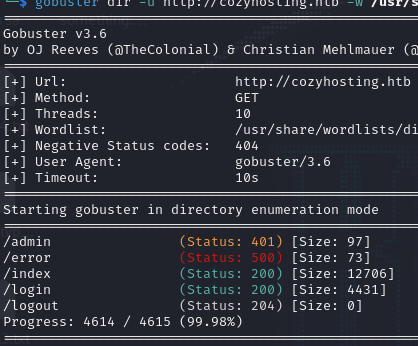 $ gobuster dir -u http://cozyhosting.htb -w /usr/s
Gobuster v3.6
by OJ Reeves (@TheColonial) & Christian Mehlmauer (@
[+] Url: http://cozyhosting.htb
[+] Method: GET
[+] Threads: 10
[+] Wordlist: /usr/share/wordlists/di
[+] Negative Status codes: 404
[+] User Agent: gobuster/3.6
[+] Timeout: 10s
Starting gobuster in directory enumeration mode
/admin (Status: 401) [Size: 97]
/error (Status: 500) [Size: 73]
/index (Status: 200) [Size: 12706]
/login (Status: 200) [Size: 4431]
/logout (Status: 204) [Size: 0]
Progress: 4614 / 4615 (99.98%)